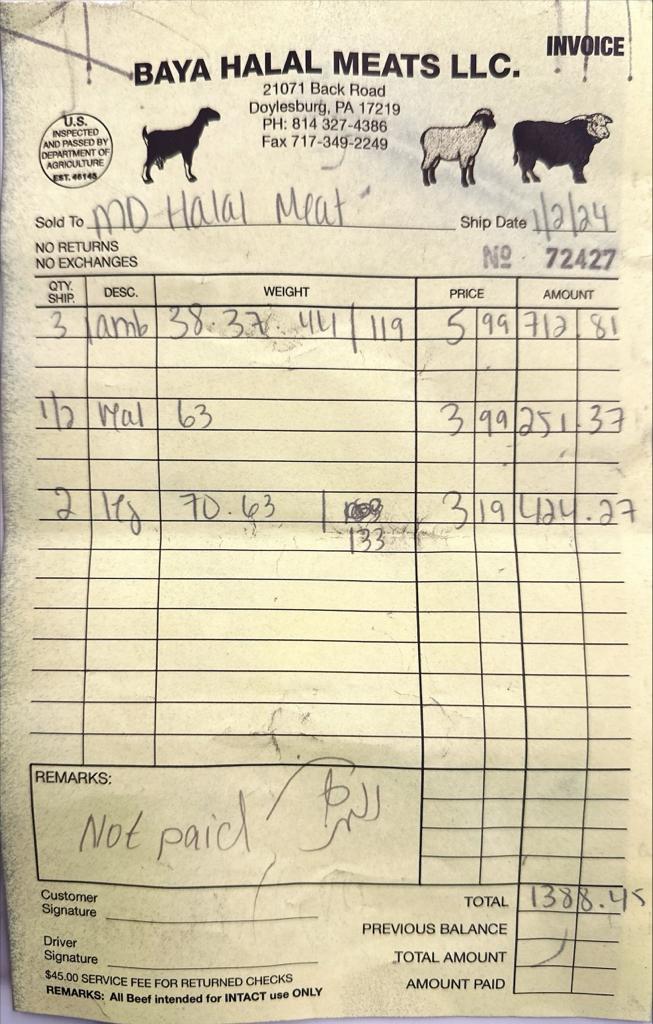 INVOICE
BAYA HALAL MEATS LLC.
21071 Back Road
Doylesburg, PA 17219
PH: 814 327-4386
Fax 717-349-2249
U.S.
INSPECTED
AND PASSED BY
DEPARTMENT OF
AGRICULTURE
EST. 46145
Sold To MD Halal Meat Ship Date 1/2/24
NO RETURNS
NO EXCHANGES
Nº 72427
QTY. SHIP. DESC. WEIGHT PRICE AMOUNT
3 lamb 38. 37. 44 / 119 5 99 712.81
1/2 Veal 63 3 99 251.37
2 70.63 | 3 19 424.27
133
REMARKS:
Not paid
Customer
Signature
TOTAL 1388.45
PREVIOUS BALANCE
Driver
Signature
TOTAL AMOUNT
AMOUNT PAID
$45.00 SERVICE FEE FOR RETURNED CHECKS
REMARKS: All Beef intended for INTACT use ONLY